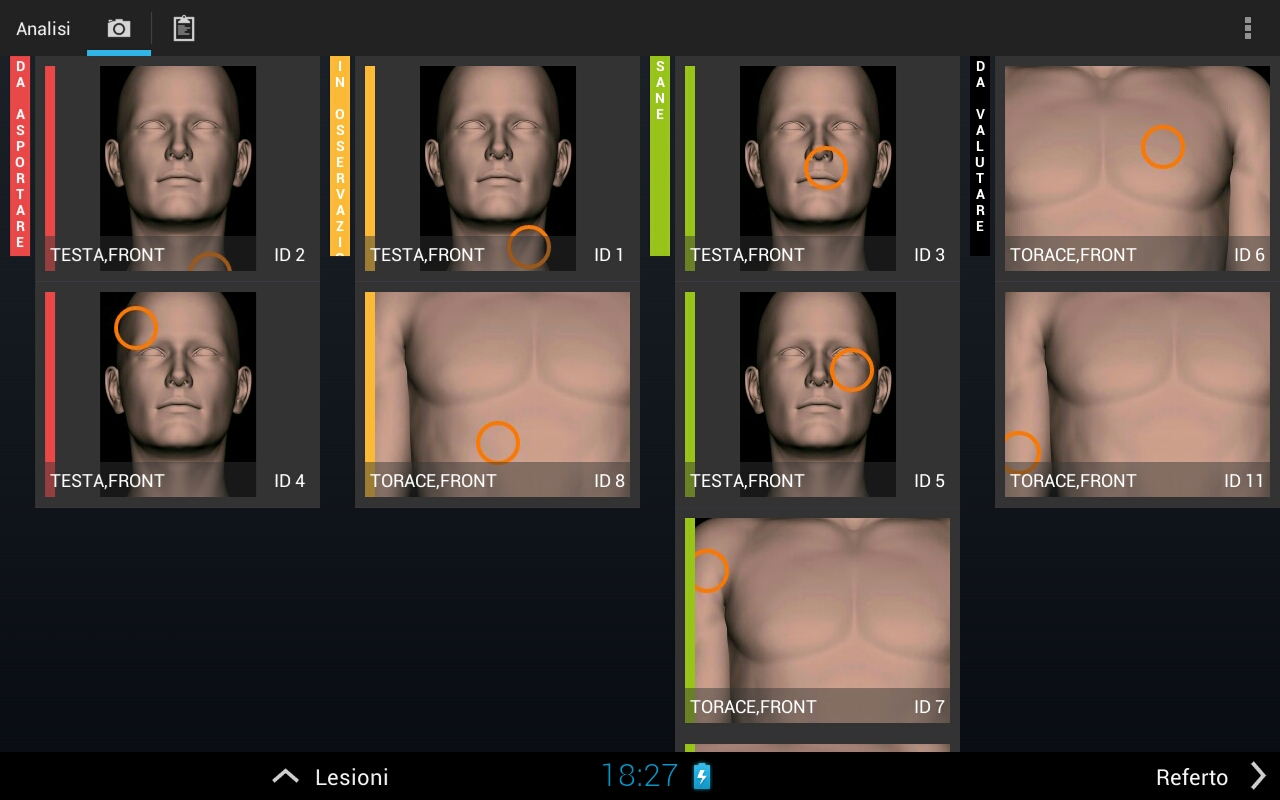 Analisi
DA ASPORTARE
TESTA,FRONT ID 2
TESTA,FRONT ID 4
IN OSSERVAZI
TESTA,FRONT ID 1
TORACE,FRONT ID 8
SANE
TESTA,FRONT ID 3
TESTA,FRONT ID 5
TORACE,FRONT ID 7
DA VALUTARE
TORACE,FRONT ID 6
TORACE,FRONT ID 11
Lesioni
18:27
Referto